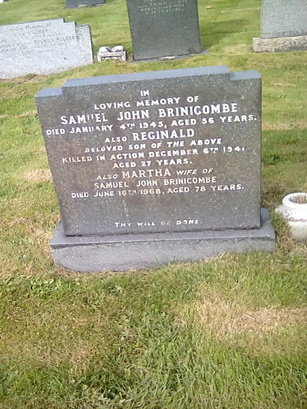 IN
LOVING MEMORY OF
SAMUEL JOHN BRINICOMBE
DIED JANUARY 4TH 1945, AGED 56 YEARS.
ALSO REGINALD
BELOVED SON OF THE ABOVE
KILLED IN ACTION DECEMBER 6TH 1941
AGED 27 YEARS.
ALSO MARTHA WIFE OF
SAMUEL JOHN BRINICOMBE
DIED JUNE 16TH 1968, AGED 78 YEARS.
THY WILL BE DONE.